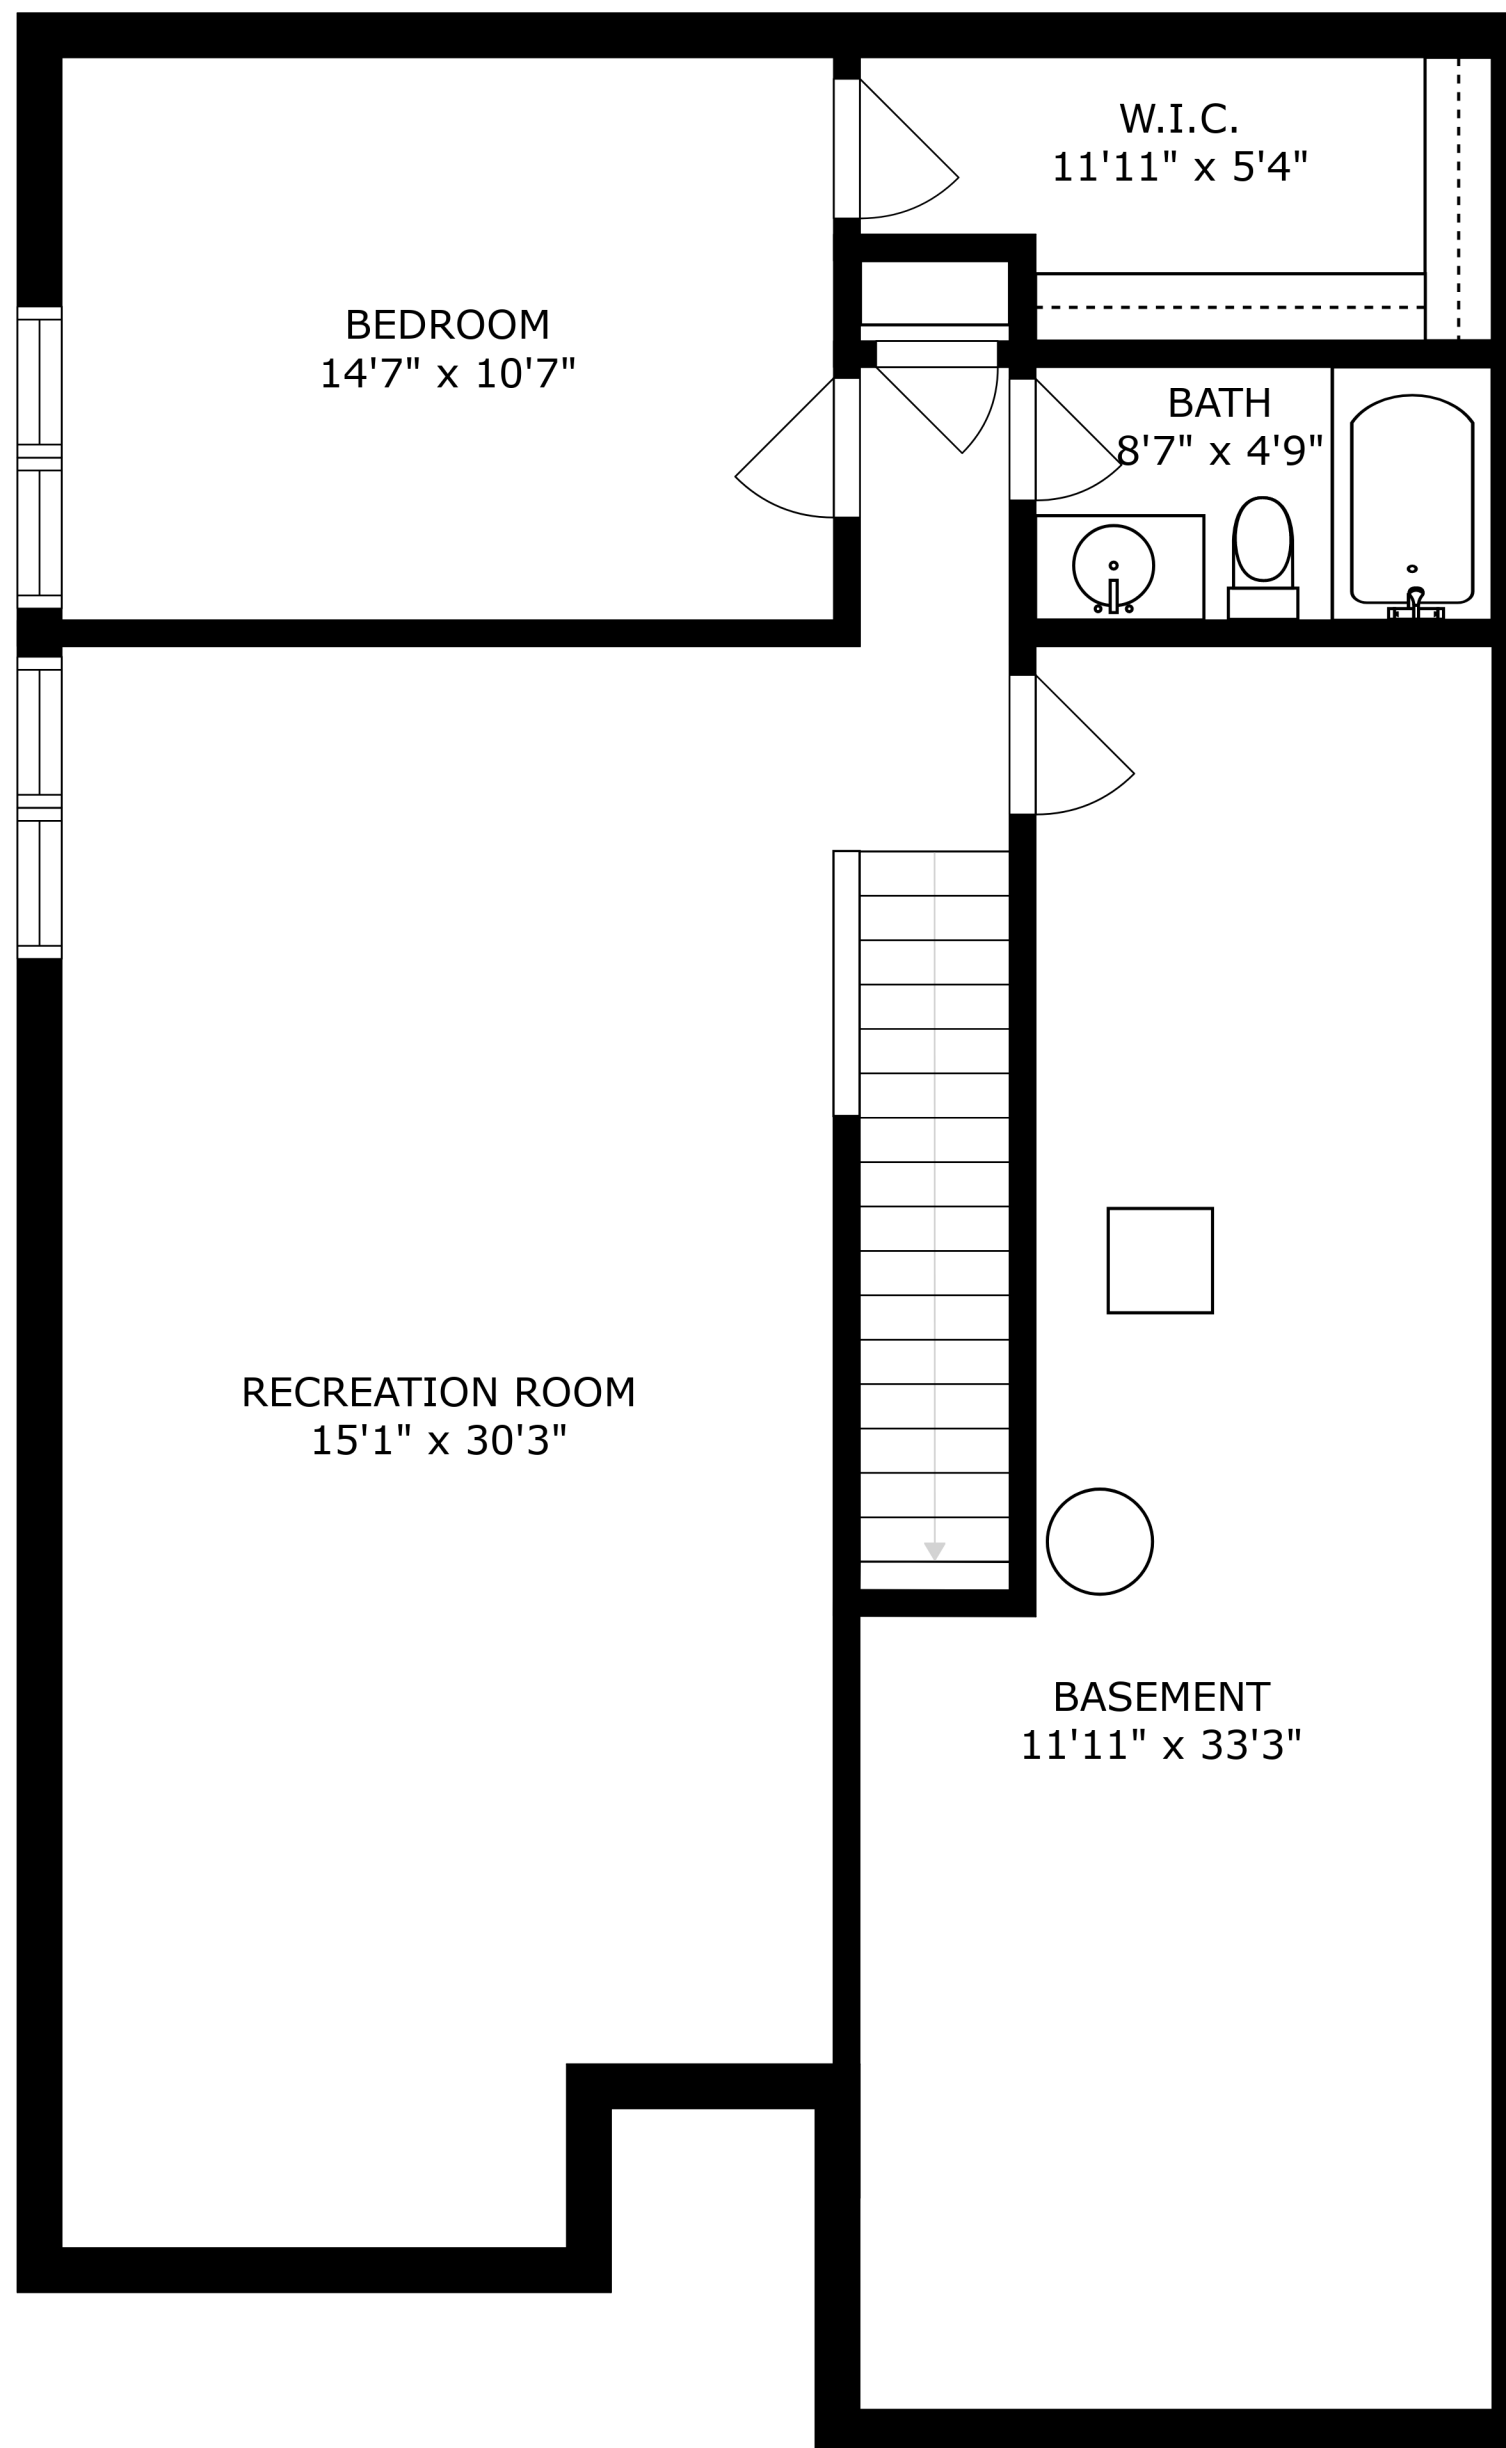 W.I.C.
11'11" x 5'4"
BEDROOM
14'7" x 10'7"
BATH
8'7" x 4'9"
RECREATION ROOM
15'1" x 30'3"
BASEMENT
11'11" x 33'3"